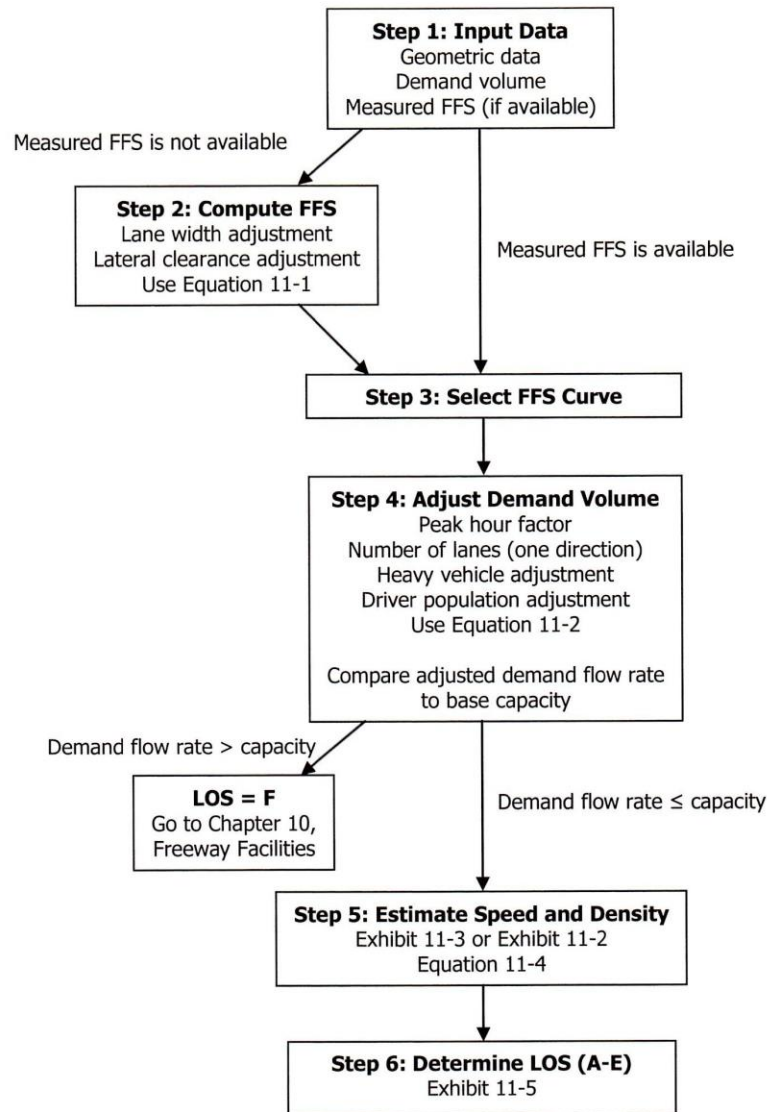 Step 1: Input Data
Geometric data
Demand volume
Measured FFS (if available)
Measured FFS is not available
Step 2: Compute FFS
Lane width adjustment
Lateral clearance adjustment
Use Equation 11-1
Measured FFS is available
Step 3: Select FFS Curve
Step 4: Adjust Demand Volume
Peak hour factor
Number of lanes (one direction)
Heavy vehicle adjustment
Driver population adjustment
Use Equation 11-2
Compare adjusted demand flow rate
to base capacity
Demand flow rate > capacity
LOS = F
Go to Chapter 10,
Freeway Facilities
Demand flow rate ≤ capacity
Step 5: Estimate Speed and Density
Exhibit 11-3 or Exhibit 11-2
Equation 11-4
Step 6: Determine LOS (A-E)
Exhibit 11-5